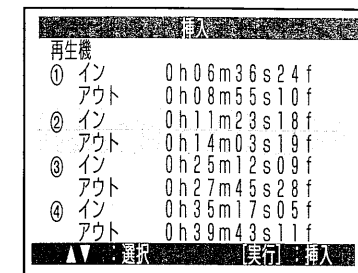 挿入
再生機
① イン 0h06m36s24f
アウト 0h08m55s10f
② イン 0h11m23s18f
アウト 0h14m03s19f
③ イン 0h25m12s09f
アウト 0h27m45s28f
④ イン 0h35m17s05f
アウト 0h39m43s11f
▲▼：選択 [実行]：挿入